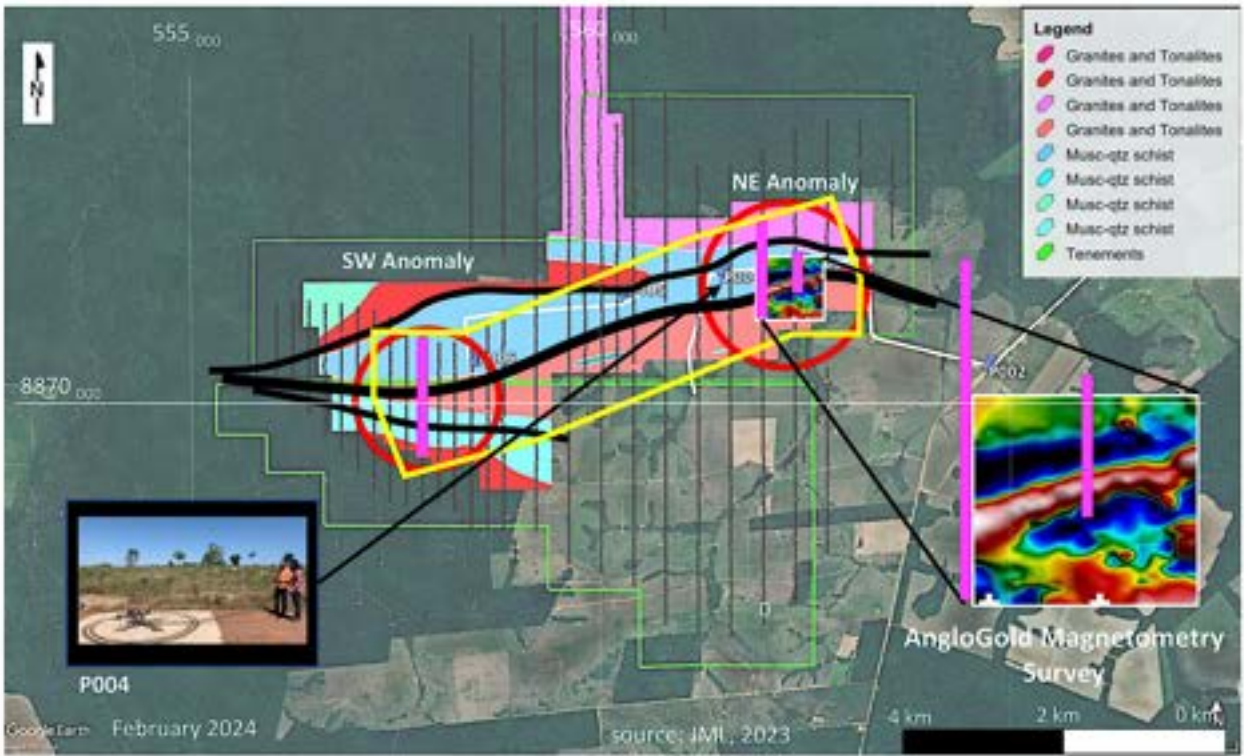 555 000
000
N
Legend
Granites and Tonalites
Granites and Tonalites
Granites and Tonalites
Granites and Tonalites
Musc-qtz schist
Musc-qtz schist
Musc-qtz schist
Musc-qtz schist
Tenements
NE Anomaly
SW Anomaly
8870 000
P002
D
AngloGold Magnetometry
Survey
P004
Google Earth
February 2024
source: JML, 2023
4 km
2 km
0 km